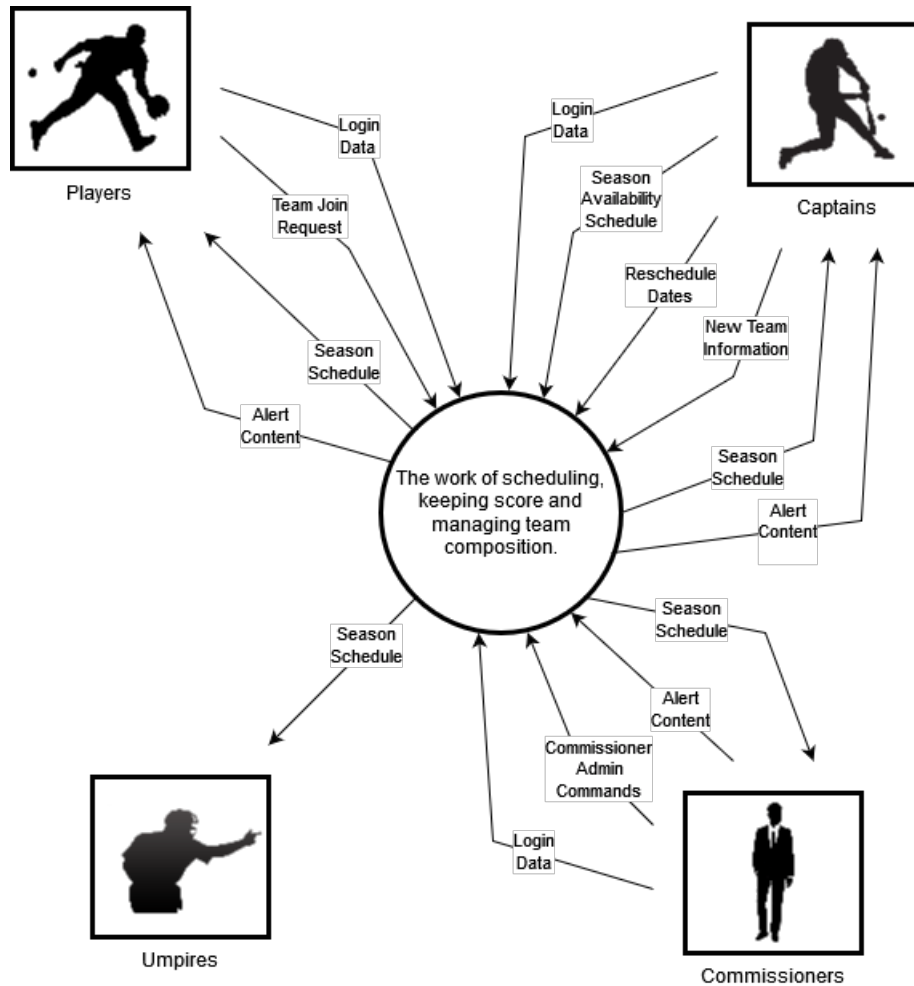 Login
Data
Login
Data
Players
Team Join
Request
Season
Availability
Schedule
Captains
Reschedule
Dates
New Team
Information
Season
Schedule
Alert
Content
The work of scheduling,
keeping score and
managing team
composition.
Season
Schedule
Alert
Content
Season
Schedule
Season
Schedule
Alert
Content
Commissioner
Admin
Commands
Login
Data
Umpires
Commissioners